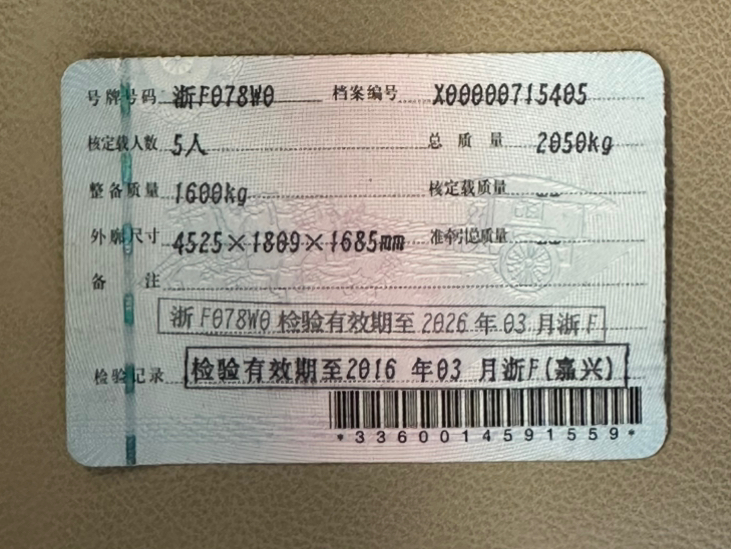 号牌号码 浙F078W0 档案编号 X00000715405
核定载人数 5人 总质量 2050kg
整备质量 1600kg 核定载质量 --
外廓尺寸 4525×1809×1685mm 准牵引总质量 --
备注
浙F078W0 检验有效期至2026年03月浙F
检验记录 检验有效期至2016 年03 月浙F(嘉兴)
*3360014591559*